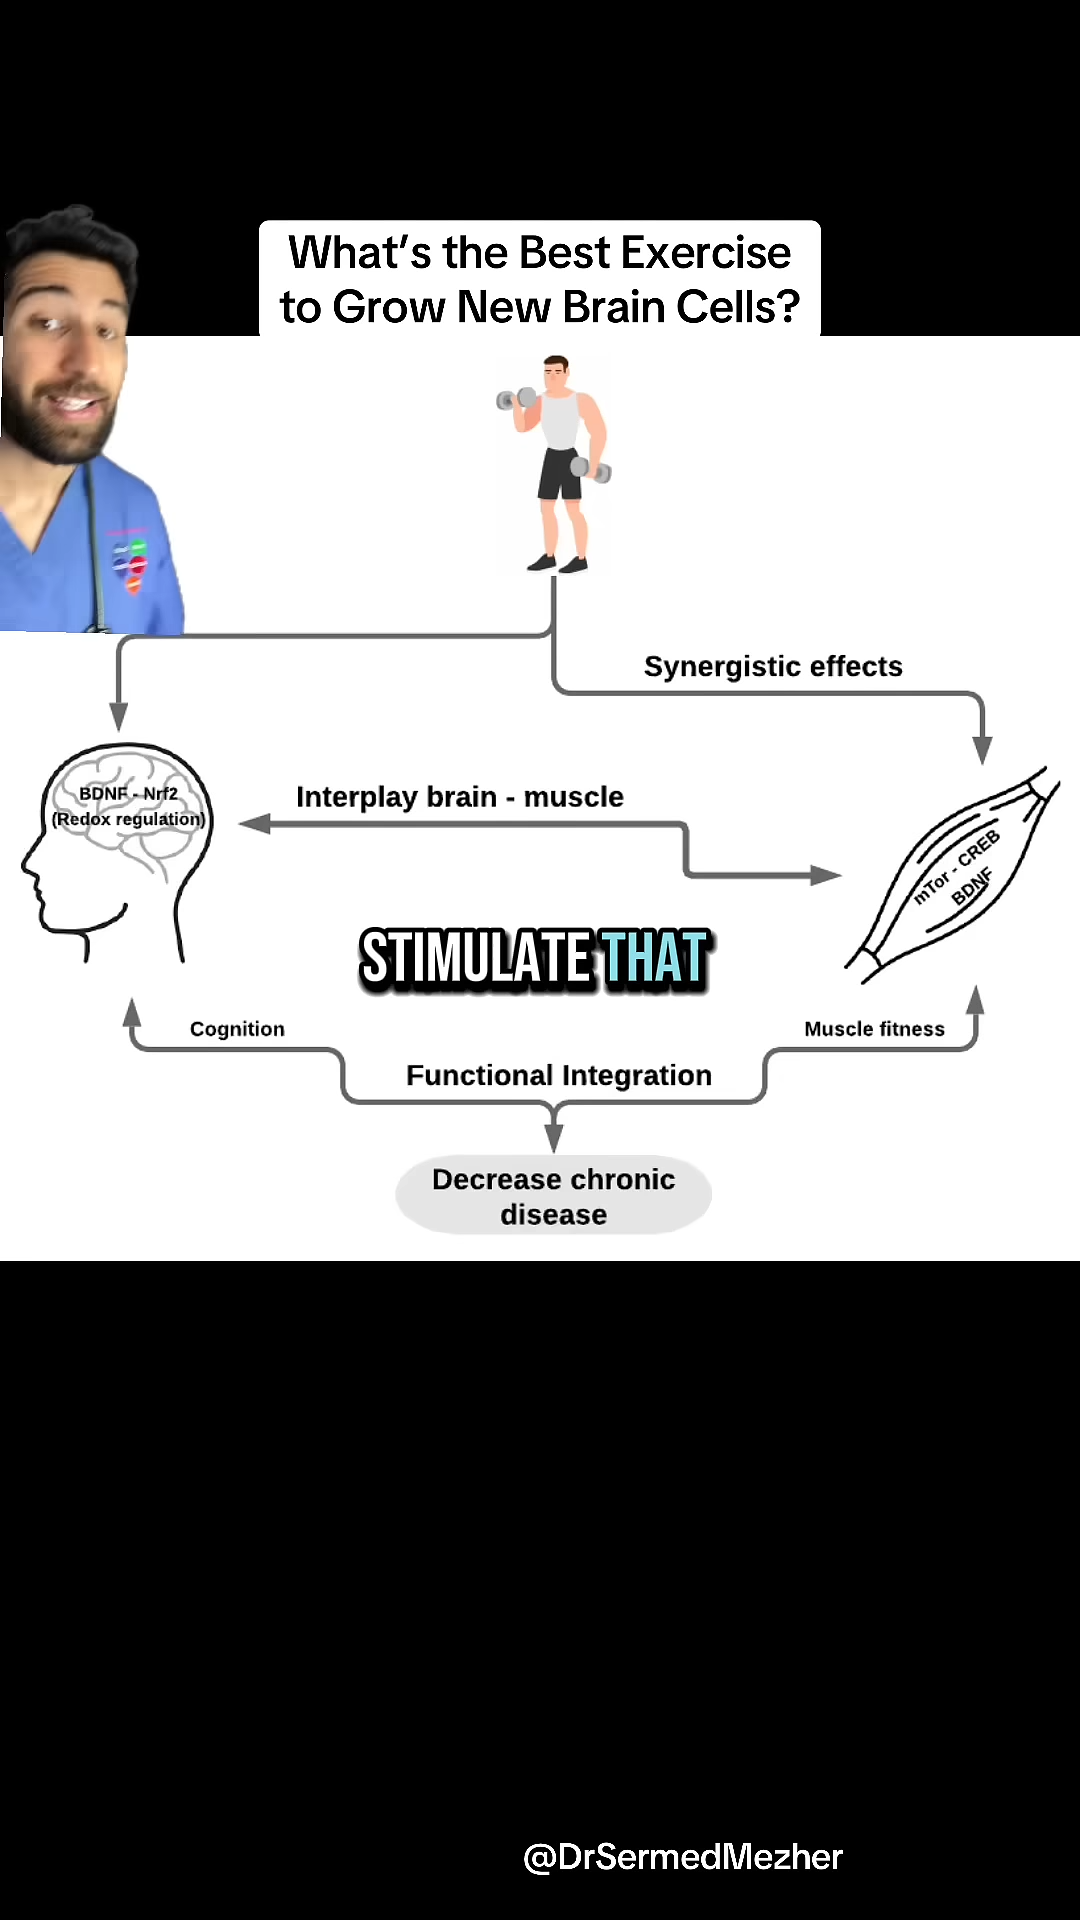 What's the Best Exercise
to Grow New Brain Cells?
Synergistic effects
BDNF - Nrf2
(Redox regulation)
Interplay brain - muscle
mTor - CREB
BDNF
STIMULATE THAT
Cognition
Muscle fitness
Functional Integration
Decrease chronic
disease
@DrSermedMezher